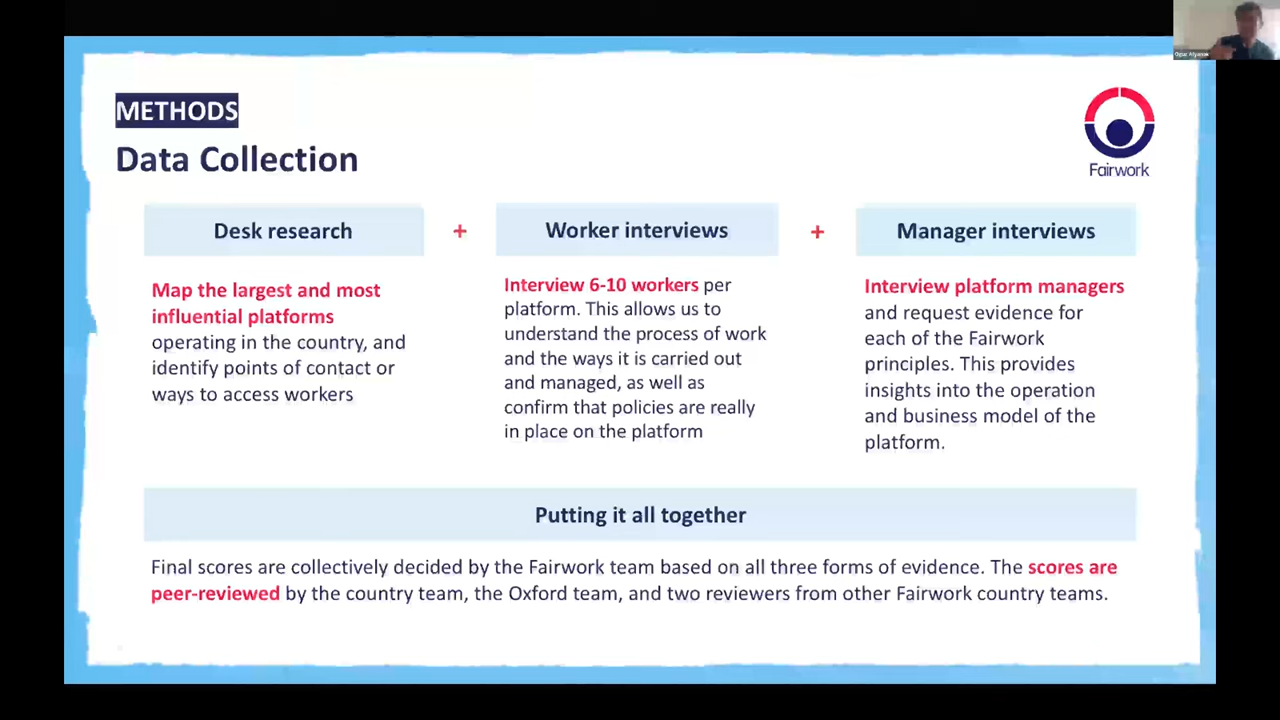 METHODS
Data Collection
Fairwork
Desk research
+
Worker interviews
+
Manager interviews
Map the largest and most
influential platforms
operating in the country, and
identify points of contact or
ways to access workers
Interview 6-10 workers per
platform. This allows us to
understand the process of work
and the ways it is carried out
and managed, as well as
confirm that policies are really
in place on the platform
Interview platform managers
and request evidence for
each of the Fairwork
principles. This provides
insights into the operation
and business model of the
platform.
Putting it all together
Final scores are collectively decided by the Fairwork team based on all three forms of evidence. The scores are
peer-reviewed by the country team, the Oxford team, and two reviewers from other Fairwork country teams.